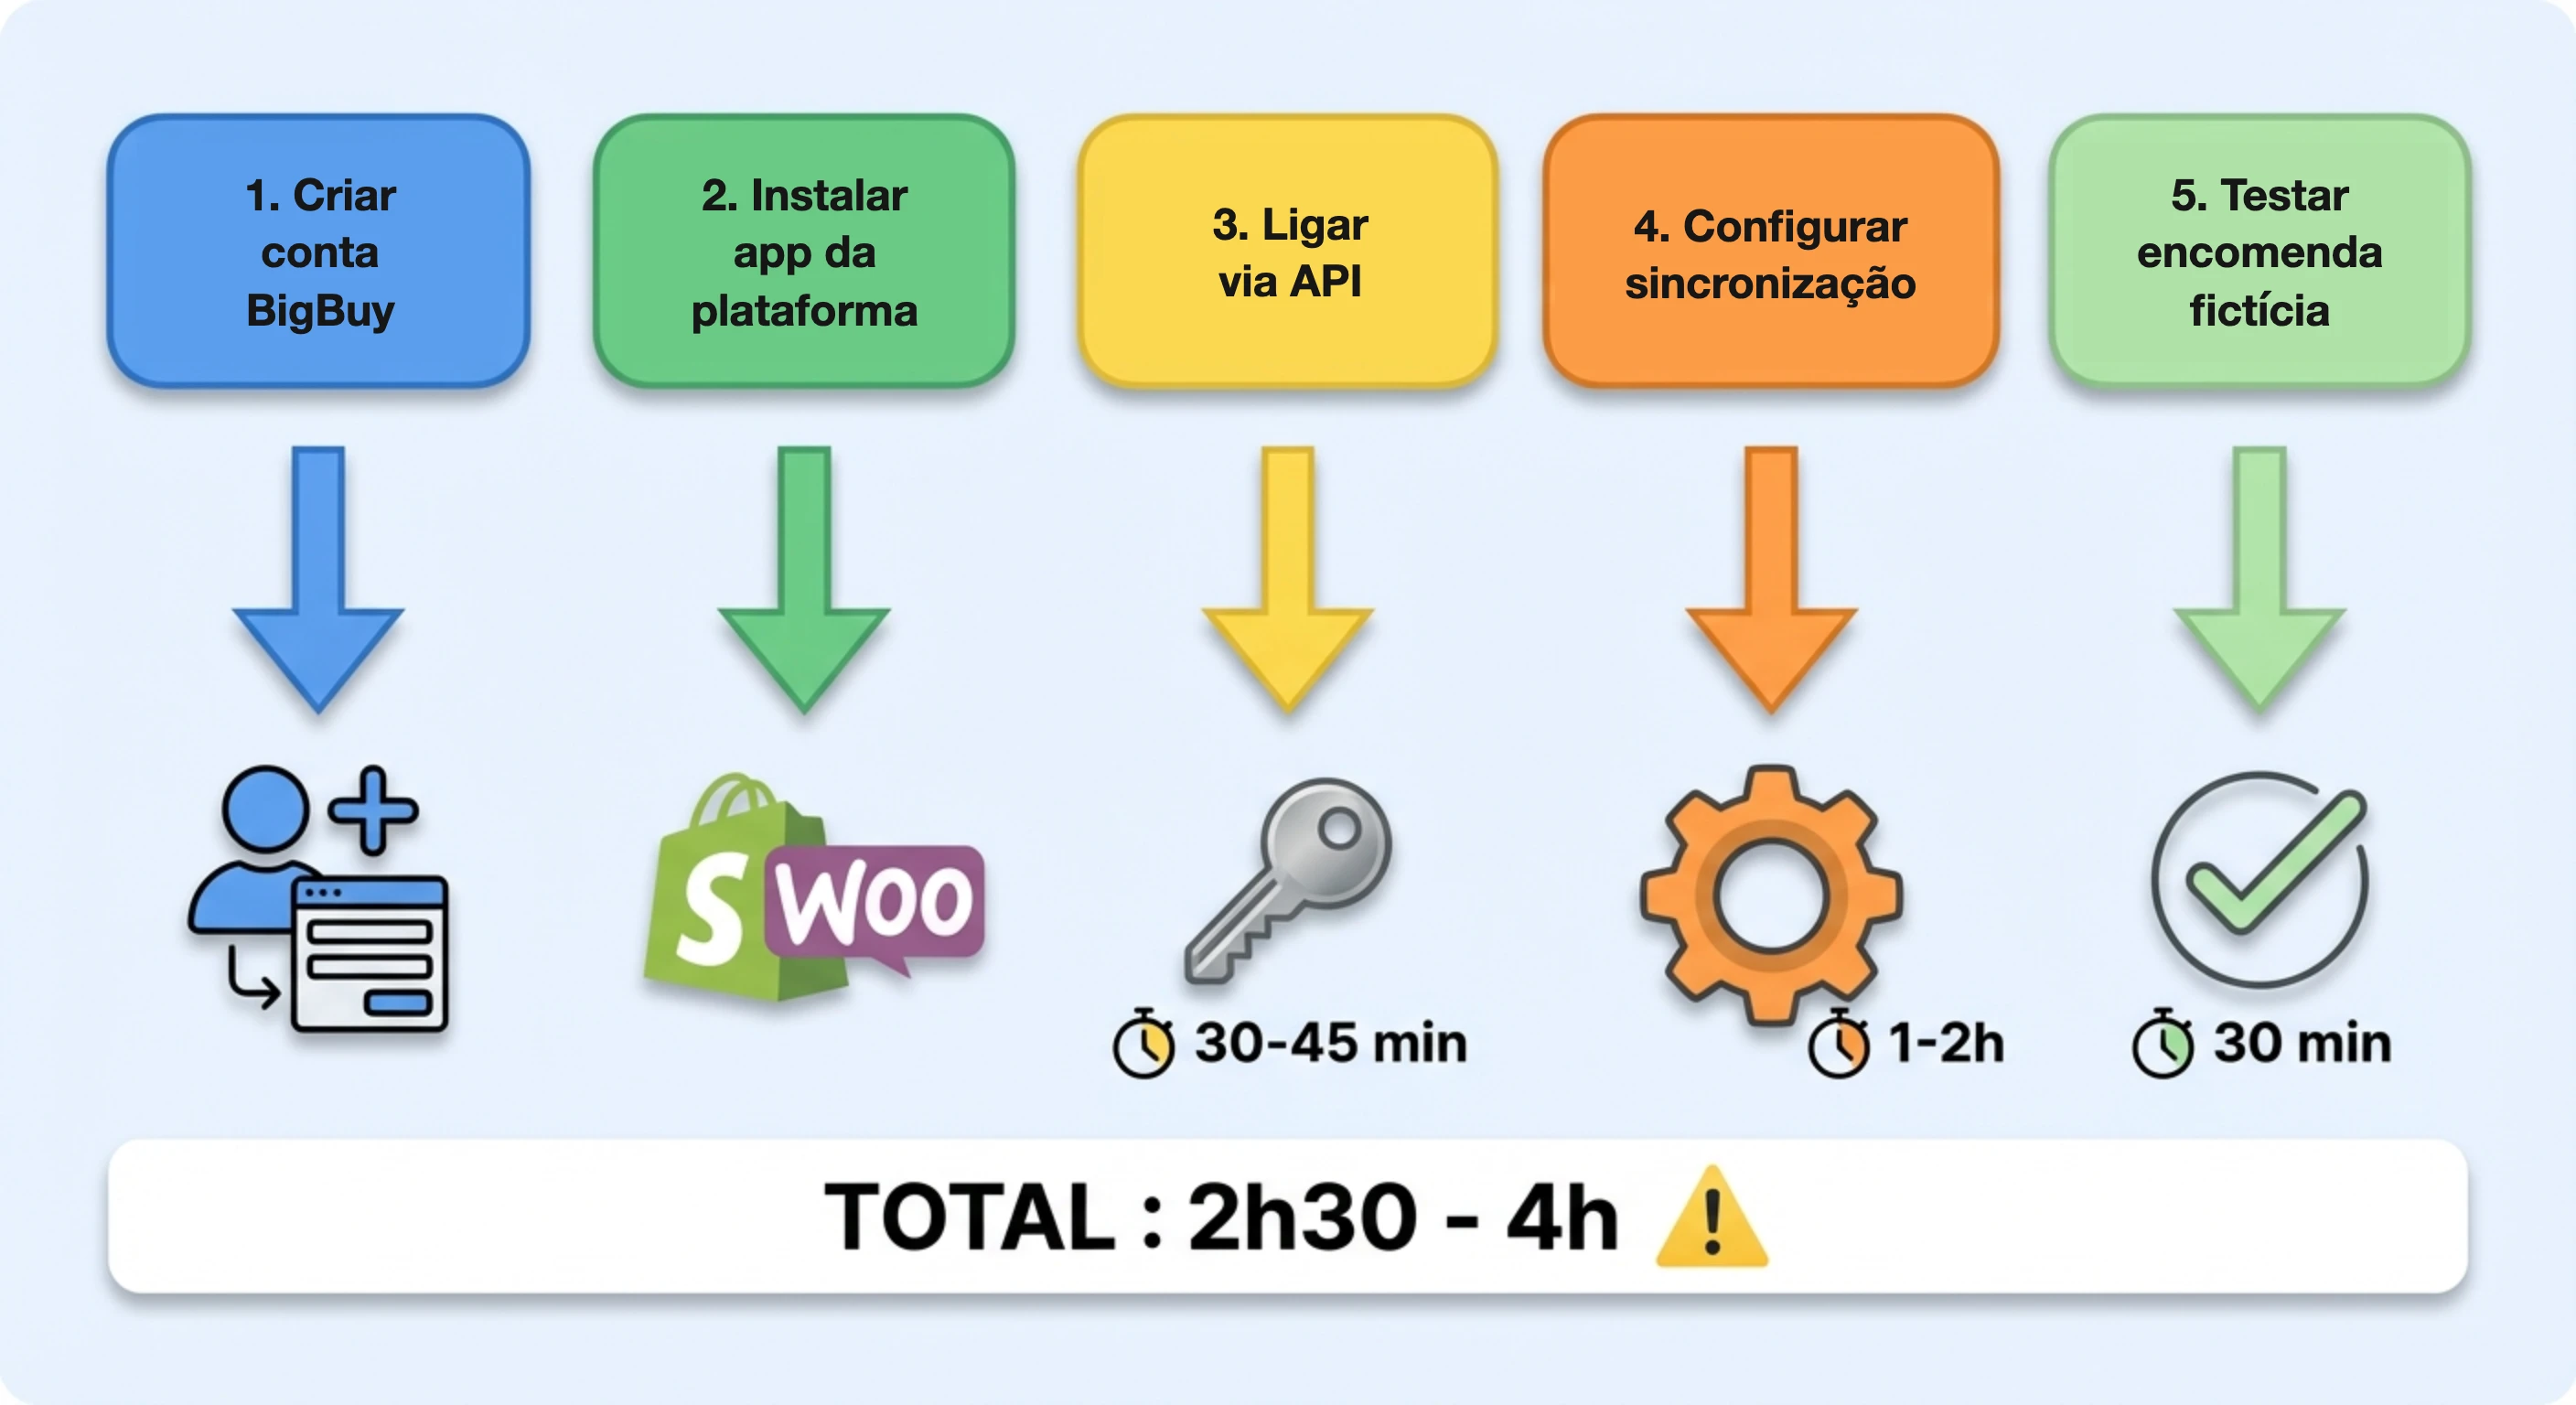 1. Criar
conta
BigBuy
2. Instalar
app da
plataforma
3. Ligar
via API
4. Configurar
sincronização
5. Testar
encomenda
fictícia
S
WOO
30-45 min
1-2h
30 min
TOTAL : 2h30 - 4h